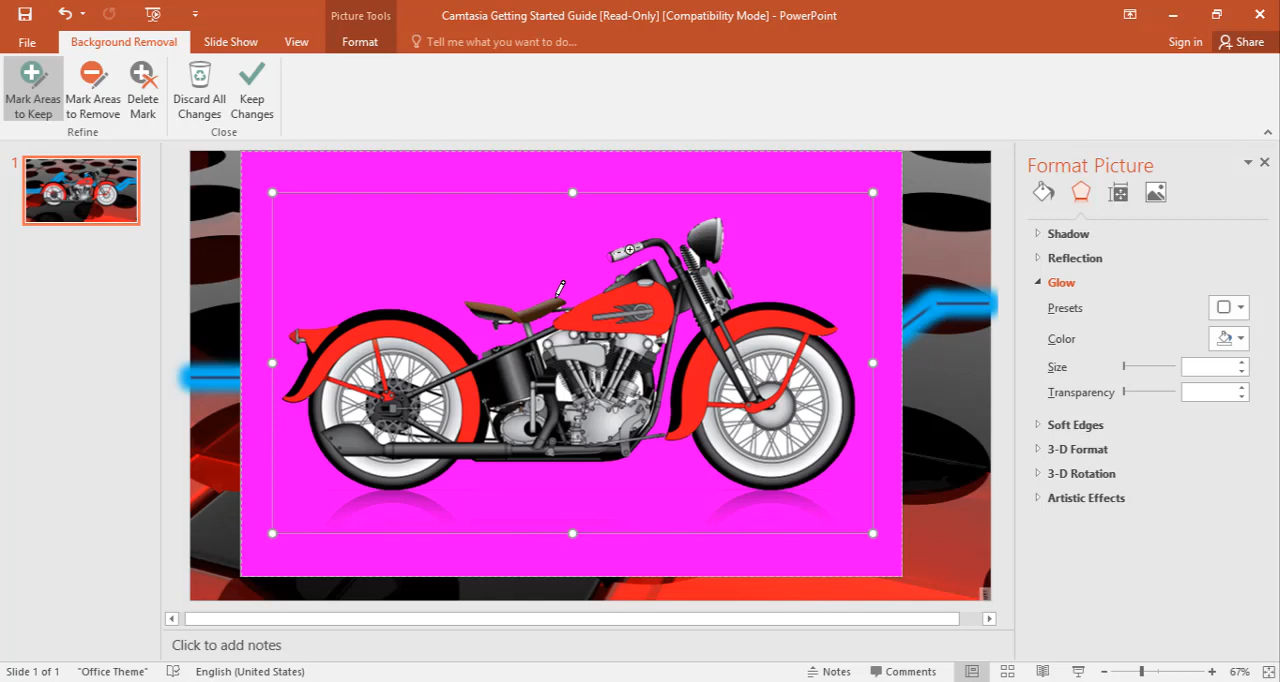 Picture Tools
Camtasia Getting Started Guide [Read-Only] [Compatibility Mode] - PowerPoint
File Background Removal Slide Show View Format Tell me what you want to do... Sign in Share
Mark Areas to Keep
Mark Areas to Remove
Delete Mark
Discard All Changes
Keep Changes
Refine Close
1
Format Picture
Shadow
Reflection
Glow
Presets
Color
Size
Transparency
Soft Edges
3-D Format
3-D Rotation
Artistic Effects
Click to add notes
Slide 1 of 1 "Office Theme" English (United States) Notes Comments 67%